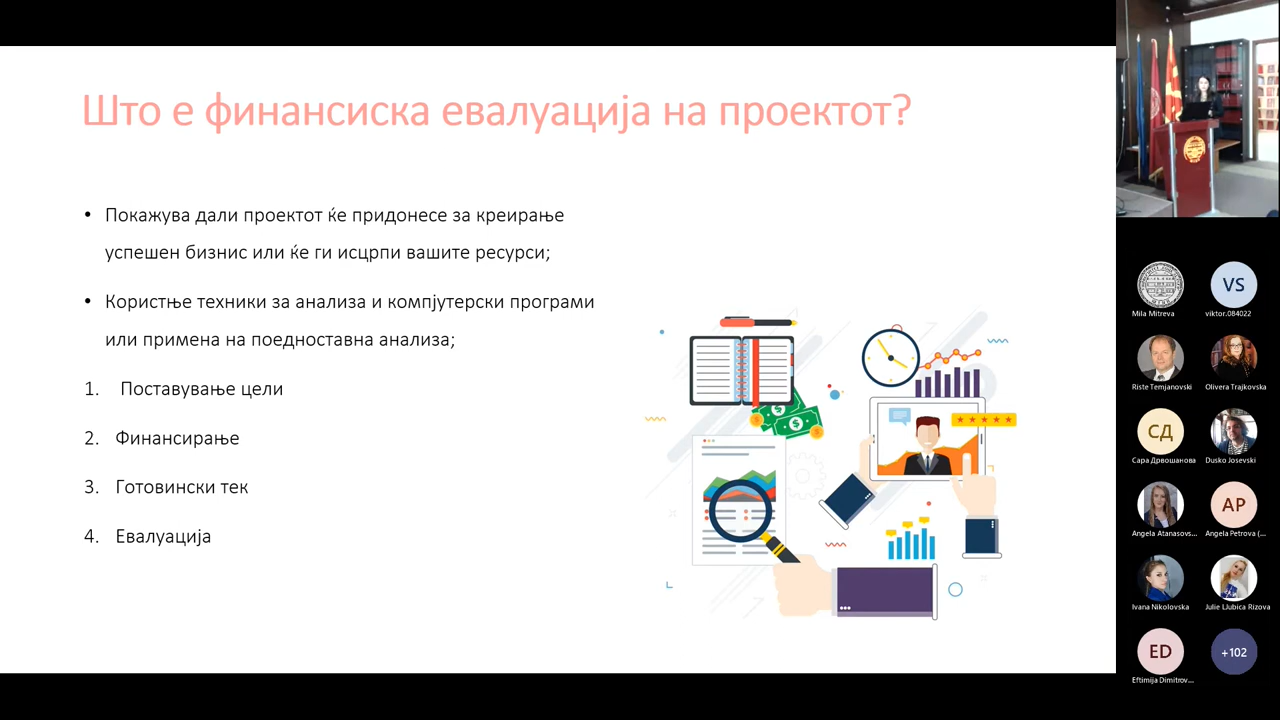 Што е финансиска евалуација на проектот?
• Покажува дали проектот ќе придонесе за креирање
успешен бизнис или ќе ги исцрпи вашите ресурси;
• Користње техники за анализа и компјутерски програми
или примена на поедноставна анализа;
1. Поставување цели
2. Финансирање
3. Готовински тек
4. Евалуација
VS
Mila Mitreva
viktor.084022
Riste Temjanovski
Olivera Trajkovska
СД
Сара Дрвошанова
Dusko Josevski
AP
Angela Atanasovs...
Angela Petrova (...
Ivana Nikolovska
Julie LJubica Rizova
ED
+102
Eftimija Dimitrov...